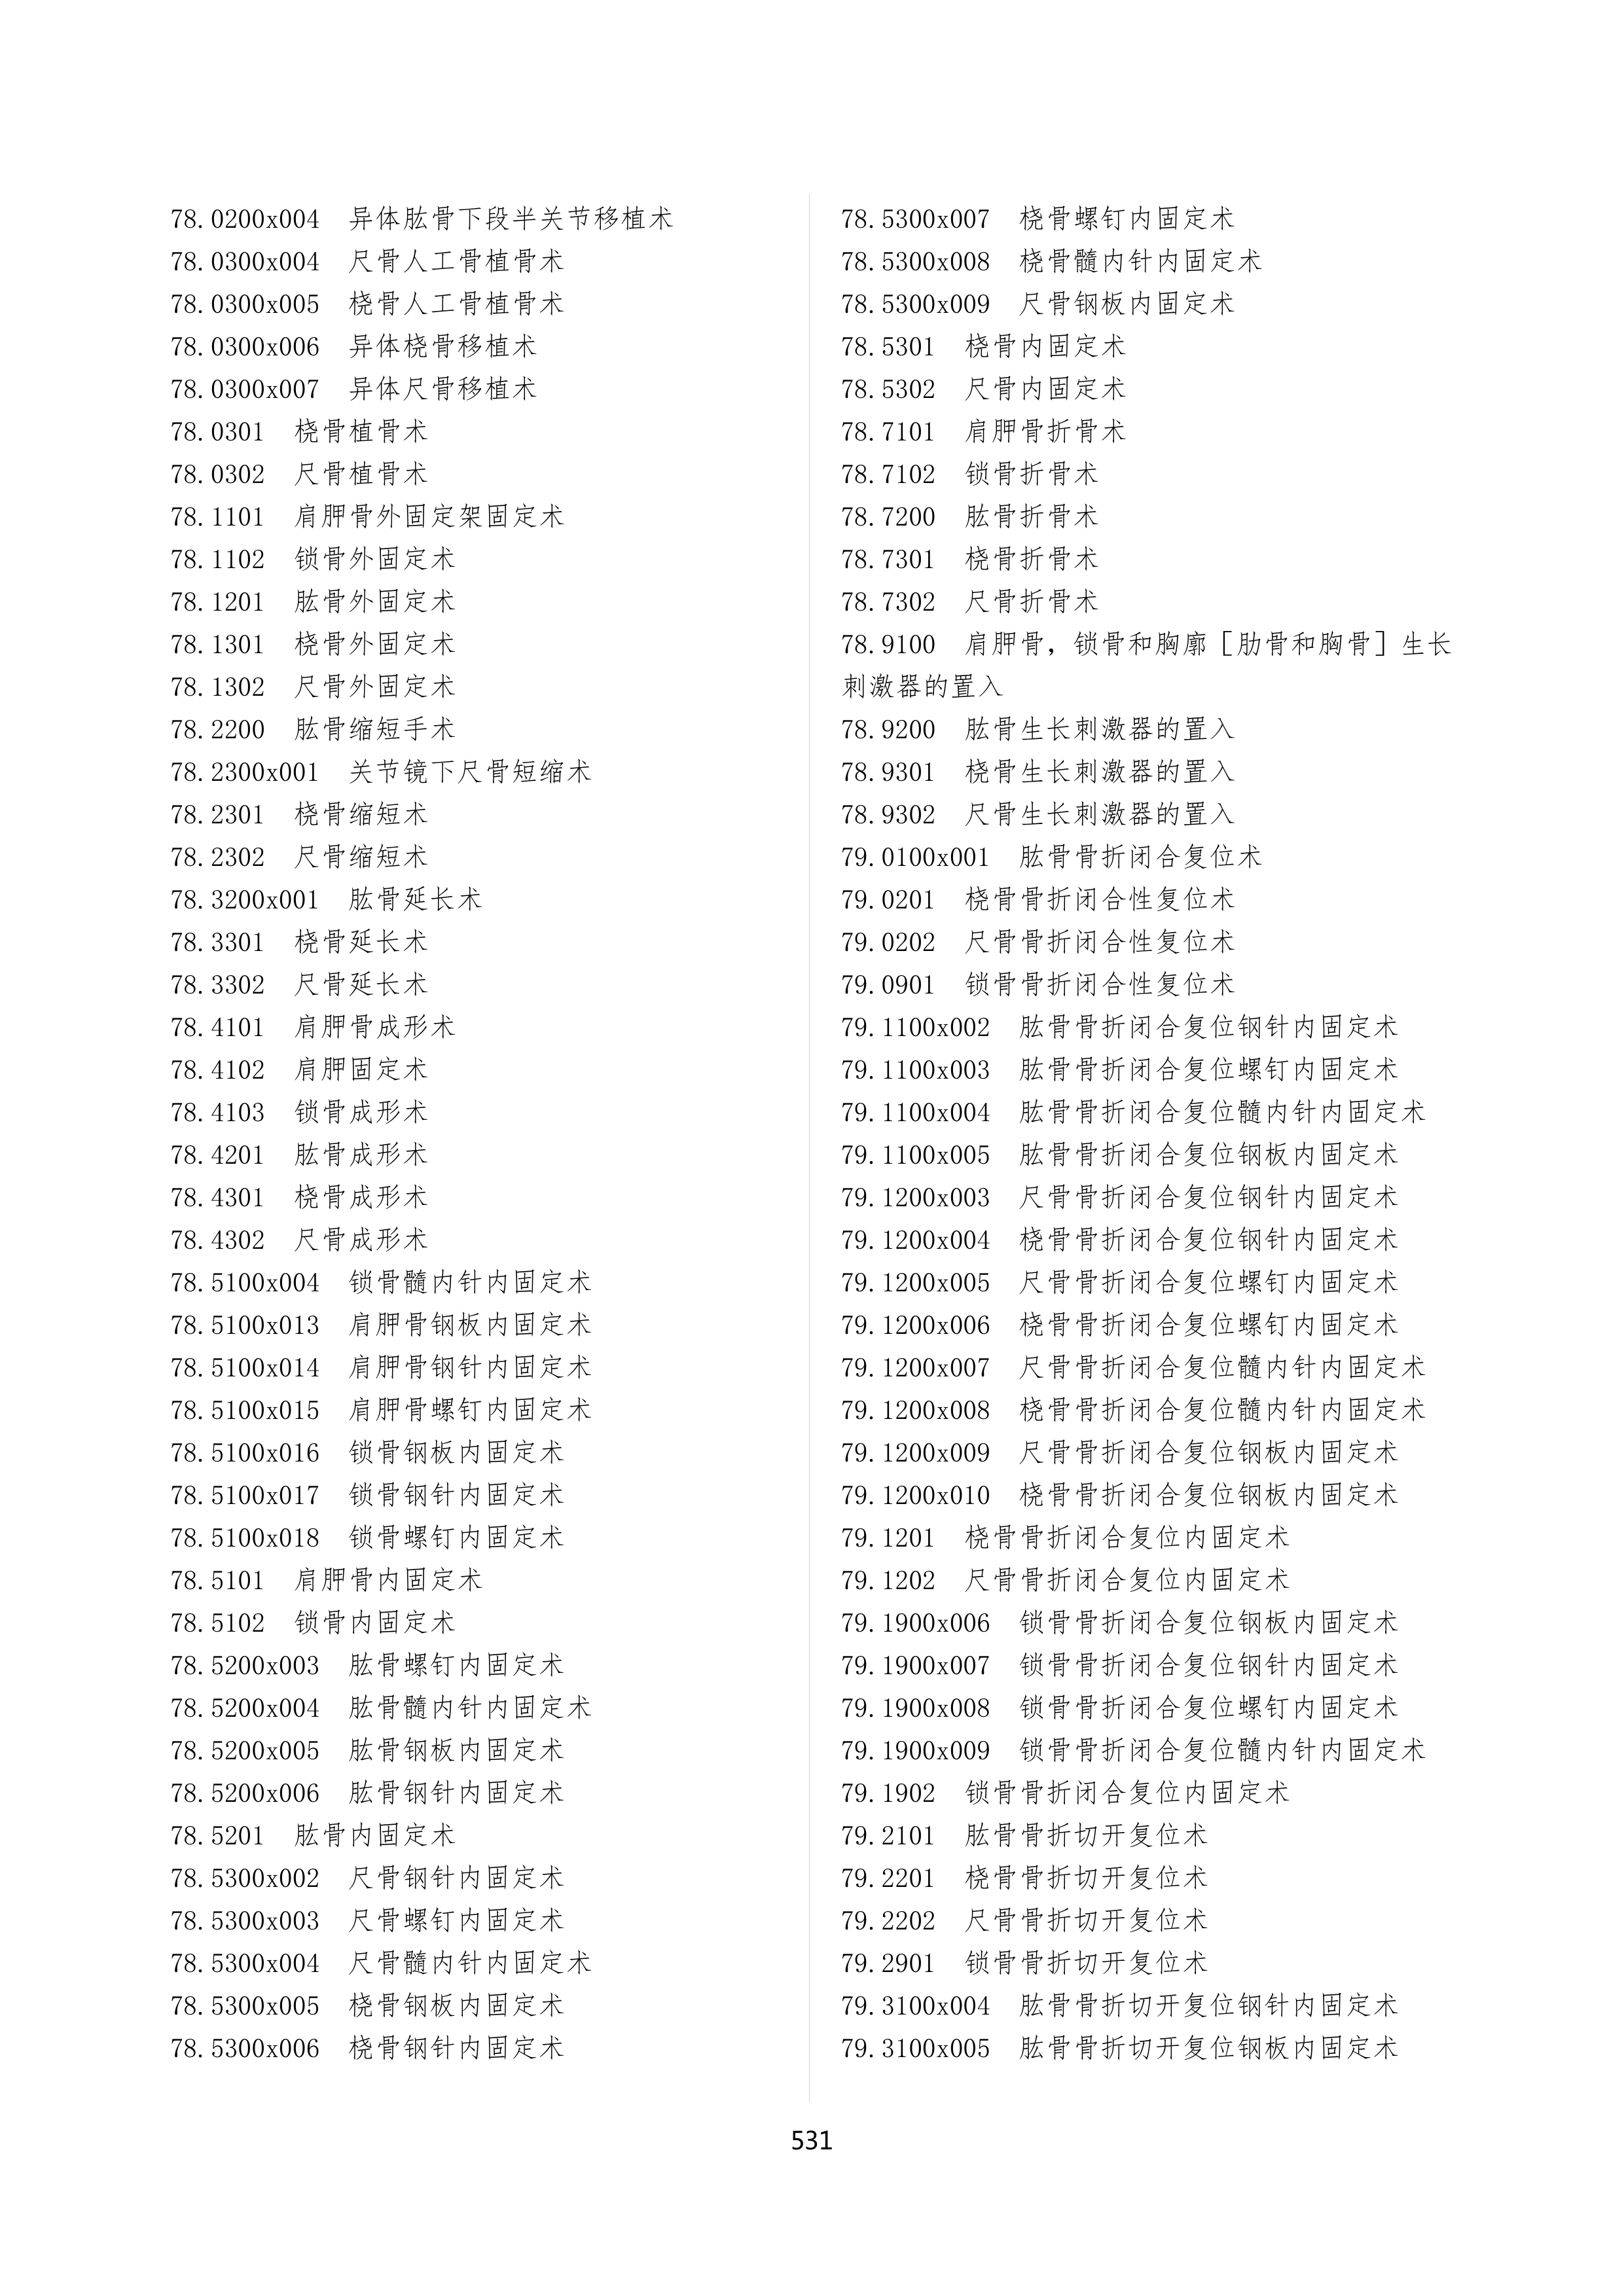 78.0200x004 异体肱骨下段半关节移植术
78.0300x004 尺骨人工骨植骨术
78.0300x005 桡骨人工骨植骨术
78.0300x006 异体桡骨移植术
78.0300x007 异体尺骨移植术
78.0301 桡骨植骨术
78.0302 尺骨植骨术
78.1101 肩胛骨外固定架固定术
78.1102 锁骨外固定术
78.1201 肱骨外固定术
78.1301 桡骨外固定术
78.1302 尺骨外固定术
78.2200 肱骨缩短手术
78.2300x001 关节镜下尺骨短缩术
78.2301 桡骨缩短术
78.2302 尺骨缩短术
78.3200x001 肱骨延长术
78.3301 桡骨延长术
78.3302 尺骨延长术
78.4101 肩胛骨成形术
78.4102 肩胛固定术
78.4103 锁骨成形术
78.4201 肱骨成形术
78.4301 桡骨成形术
78.4302 尺骨成形术
78.5100x004 锁骨髓内针内固定术
78.5100x013 肩胛骨钢板内固定术
78.5100x014 肩胛骨钢针内固定术
78.5100x015 肩胛骨螺钉内固定术
78.5100x016 锁骨钢板内固定术
78.5100x017 锁骨钢针内固定术
78.5100x018 锁骨螺钉内固定术
78.5101 肩胛骨内固定术
78.5102 锁骨内固定术
78.5200x003 肱骨螺钉内固定术
78.5200x004 肱骨髓内针内固定术
78.5200x005 肱骨钢板内固定术
78.5200x006 肱骨钢针内固定术
78.5201 肱骨内固定术
78.5300x002 尺骨钢针内固定术
78.5300x003 尺骨螺钉内固定术
78.5300x004 尺骨髓内针内固定术
78.5300x005 桡骨钢板内固定术
78.5300x006 桡骨钢针内固定术
78.5300x007 桡骨螺钉内固定术
78.5300x008 桡骨髓内针内固定术
78.5300x009 尺骨钢板内固定术
78.5301 桡骨内固定术
78.5302 尺骨内固定术
78.7101 肩胛骨折骨术
78.7102 锁骨折骨术
78.7200 肱骨折骨术
78.7301 桡骨折骨术
78.7302 尺骨折骨术
78.9100 肩胛骨，锁骨和胸廓［肋骨和胸骨］生长
刺激器的置入
78.9200 肱骨生长刺激器的置入
78.9301 桡骨生长刺激器的置入
78.9302 尺骨生长刺激器的置入
79.0100x001 肱骨骨折闭合复位术
79.0201 桡骨骨折闭合性复位术
79.0202 尺骨骨折闭合性复位术
79.0901 锁骨骨折闭合性复位术
79.1100x002 肱骨骨折闭合复位钢针内固定术
79.1100x003 肱骨骨折闭合复位螺钉内固定术
79.1100x004 肱骨骨折闭合复位髓内针内固定术
79.1100x005 肱骨骨折闭合复位钢板内固定术
79.1200x003 尺骨骨折闭合复位钢针内固定术
79.1200x004 桡骨骨折闭合复位钢针内固定术
79.1200x005 尺骨骨折闭合复位螺钉内固定术
79.1200x006 桡骨骨折闭合复位螺钉内固定术
79.1200x007 尺骨骨折闭合复位髓内针内固定术
79.1200x008 桡骨骨折闭合复位髓内针内固定术
79.1200x009 尺骨骨折闭合复位钢板内固定术
79.1200x010 桡骨骨折闭合复位钢板内固定术
79.1201 桡骨骨折闭合复位内固定术
79.1202 尺骨骨折闭合复位内固定术
79.1900x006 锁骨骨折闭合复位钢板内固定术
79.1900x007 锁骨骨折闭合复位钢针内固定术
79.1900x008 锁骨骨折闭合复位螺钉内固定术
79.1900x009 锁骨骨折闭合复位髓内针内固定术
79.1902 锁骨骨折闭合复位内固定术
79.2101 肱骨骨折切开复位术
79.2201 桡骨骨折切开复位术
79.2202 尺骨骨折切开复位术
79.2901 锁骨骨折切开复位术
79.3100x004 肱骨骨折切开复位钢针内固定术
79.3100x005 肱骨骨折切开复位钢板内固定术
531